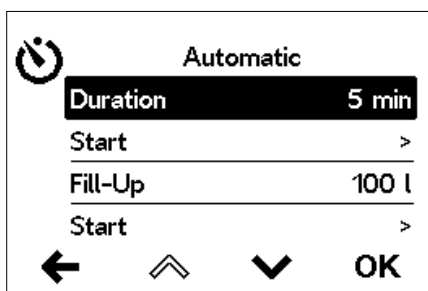 Automatic
Duration 5 min
Start >
Fill-Up 100 l
Start >
OK